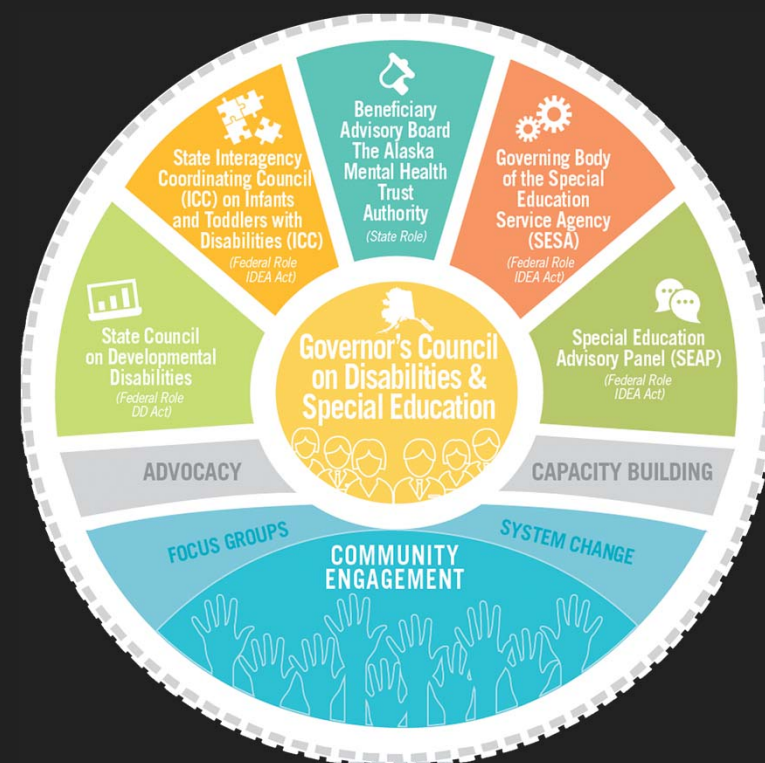 State Council
on Developmental
Disabilities
(Federal Role
DD Act)
State Interagency
Coordinating Council
(ICC) on Infants
and Toddlers with
Disabilities (ICC)
(Federal Role
IDEA Act)
Beneficiary
Advisory Board
The Alaska
Mental Health
Trust
Authority
(State Role)
Governing Body
of the Special
Education
Service Agency
(SESA)
(Federal Role
IDEA Act)
Special Education
Advisory Panel (SEAP)
(Federal Role
IDEA Act)
Governor's Council
on Disabilities &
Special Education
ADVOCACY
CAPACITY BUILDING
FOCUS GROUPS
SYSTEM CHANGE
COMMUNITY
ENGAGEMENT